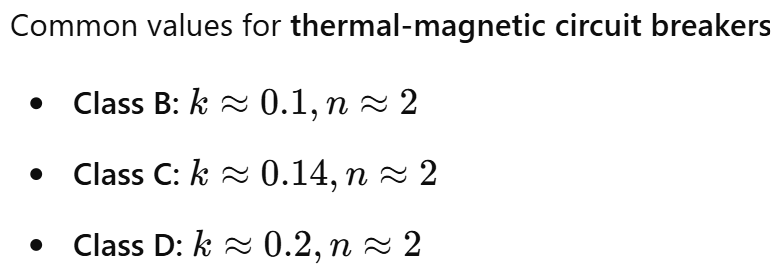 Common values for thermal-magnetic circuit breakers
• Class B: k ≈ 0.1, n ≈ 2
• Class C: k ≈ 0.14, n ≈ 2
• Class D: k ≈ 0.2, n ≈ 2